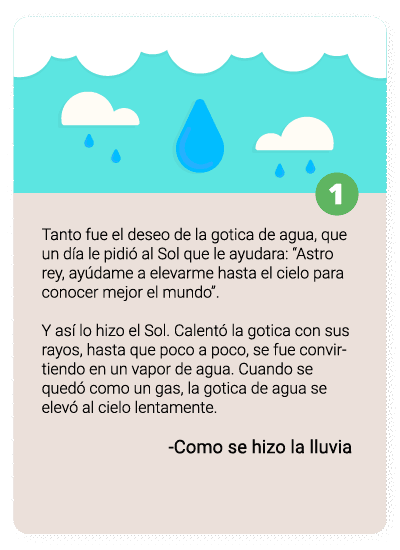 1
Tanto fue el deseo de la gotica de agua, que
un día le pidió al Sol que le ayudara: “Astro
rey, ayúdame a elevarme hasta el cielo para
conocer mejor el mundo”.
Y así lo hizo el Sol. Calentó la gotica con sus
rayos, hasta que poco a poco, se fue convir-
tiendo en un vapor de agua. Cuando se
quedó como un gas, la gotica de agua se
elevó al cielo lentamente.
-Como se hizo la lluvia